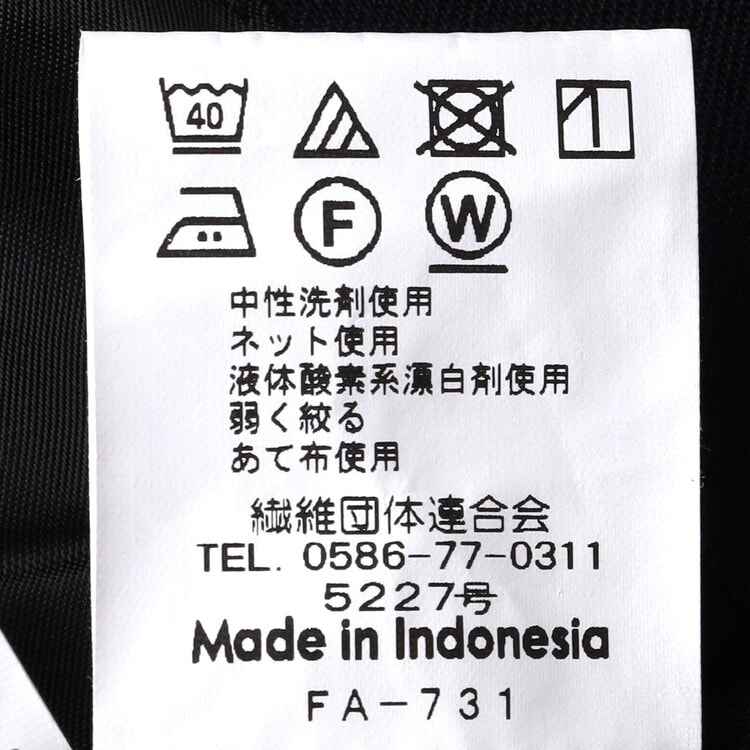 40
F W
中性洗剤使用
ネット使用
液体酸素系漂白剤使用
弱く絞る
あて布使用
繊維団体連合会
TEL. 0586-77-0311
5227号
Made in Indonesia
FA-731